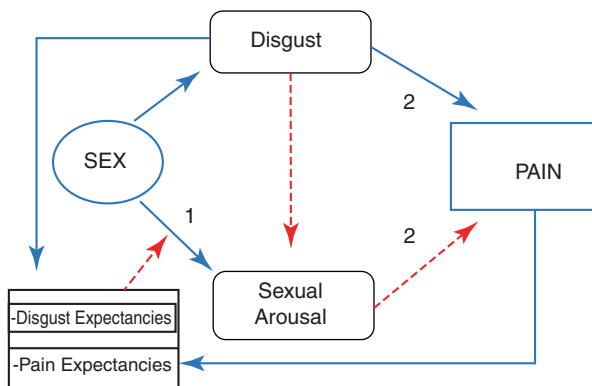 Disgust
2
SEX
PAIN
1
2
Sexual
Arousal
-Disgust Expectancies
-Pain Expectancies